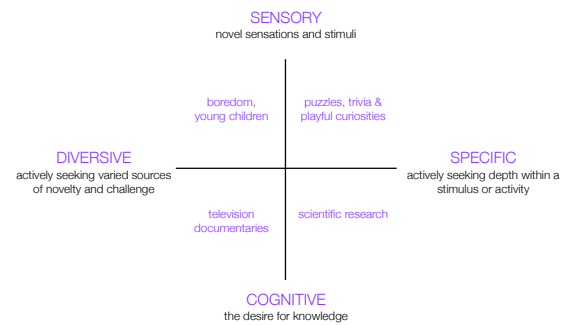 SENSORY
novel sensations and stimuli
boredom,
young children
puzzles, trivia &
playful curiosities
DIVERSIVE
actively seeking varied sources
of novelty and challenge
SPECIFIC
actively seeking depth within a
stimulus or activity
television
documentaries
scientific research
COGNITIVE
the desire for knowledge